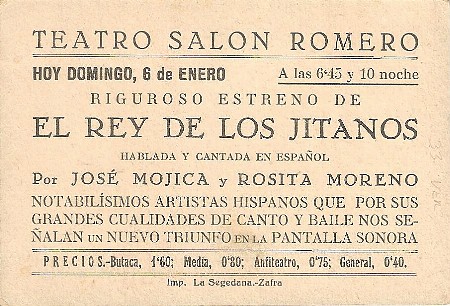 TEATRO SALON ROMERO
HOY DOMINGO, 6 de ENERO A las 6'45 y 10 noche
RIGUROSO ESTRENO DE
EL REY DE LOS JITANOS
HABLADA Y CANTADA EN ESPAÑOL
Por JOSÉ MOJICA y ROSITA MORENO
NOTABILÍSIMOS ARTISTAS HISPANOS QUE POR SUS
GRANDES CUALIDADES DE CANTO Y BAILE NOS SE-
ÑALAN UN NUEVO TRIUNFO EN LA PANTALLA SONORA
PRECIOS.-Butaca, 1'60; Media, 0'80; Anfiteatro, 0'75; General, 0'40.
Imp. La Segedana.-Zafra